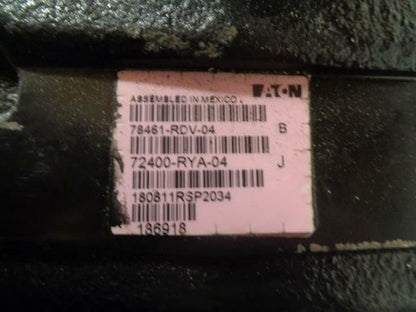 EATON
ASSEMBLED IN MEXICO.
78461-RDV-04 B
72400-RYA-04 J
180811RSP2034
186918